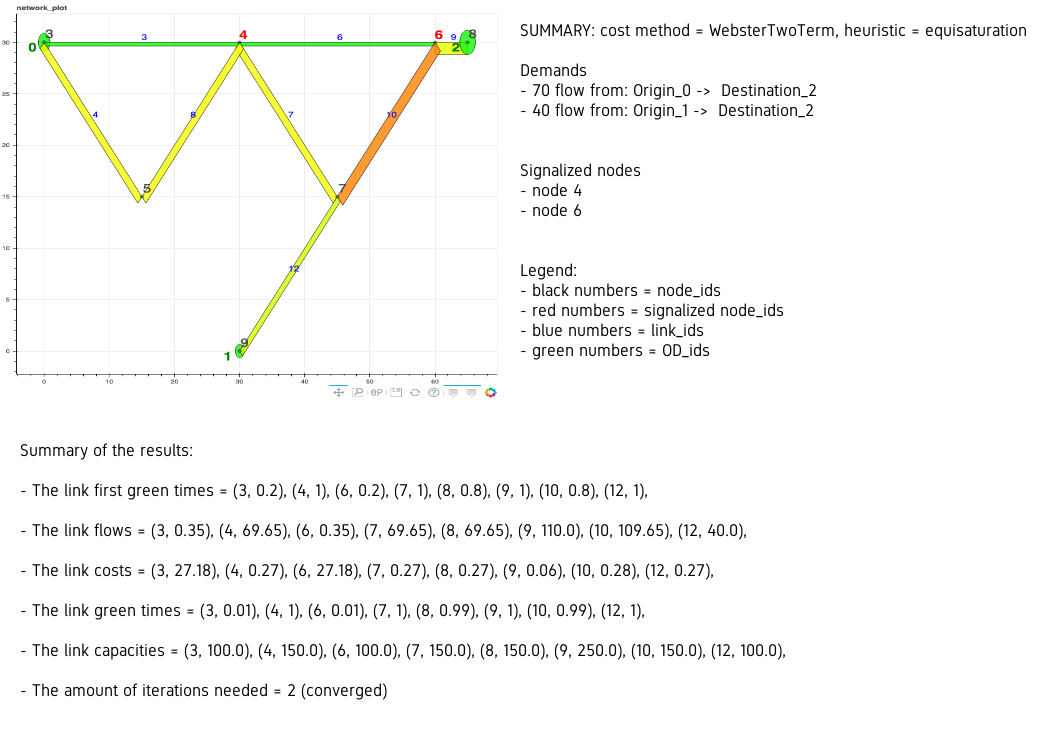 network_plot
3
0
3
4
6
6
9
2
8
30
25
20
15
10
5
0
4
8
7
10
5
7
12
9
1
0
10
20
30
40
50
60
SUMMARY: cost method = WebsterTwoTerm, heuristic = equisaturation
Demands
- 70 flow from: Origin_0 -> Destination_2
- 40 flow from: Origin_1 -> Destination_2
Signalized nodes
- node 4
- node 6
Legend:
- black numbers = node_ids
- red numbers = signalized node_ids
- blue numbers = link_ids
- green numbers = OD_ids
Summary of the results:
- The link first green times = (3, 0.2), (4, 1), (6, 0.2), (7, 1), (8, 0.8), (9, 1), (10, 0.8), (12, 1),
- The link flows = (3, 0.35), (4, 69.65), (6, 0.35), (7, 69.65), (8, 69.65), (9, 110.0), (10, 109.65), (12, 40.0),
- The link costs = (3, 27.18), (4, 0.27), (6, 27.18), (7, 0.27), (8, 0.27), (9, 0.06), (10, 0.28), (12, 0.27),
- The link green times = (3, 0.01), (4, 1), (6, 0.01), (7, 1), (8, 0.99), (9, 1), (10, 0.99), (12, 1),
- The link capacities = (3, 100.0), (4, 150.0), (6, 100.0), (7, 150.0), (8, 150.0), (9, 250.0), (10, 150.0), (12, 100.0),
- The amount of iterations needed = 2 (converged)